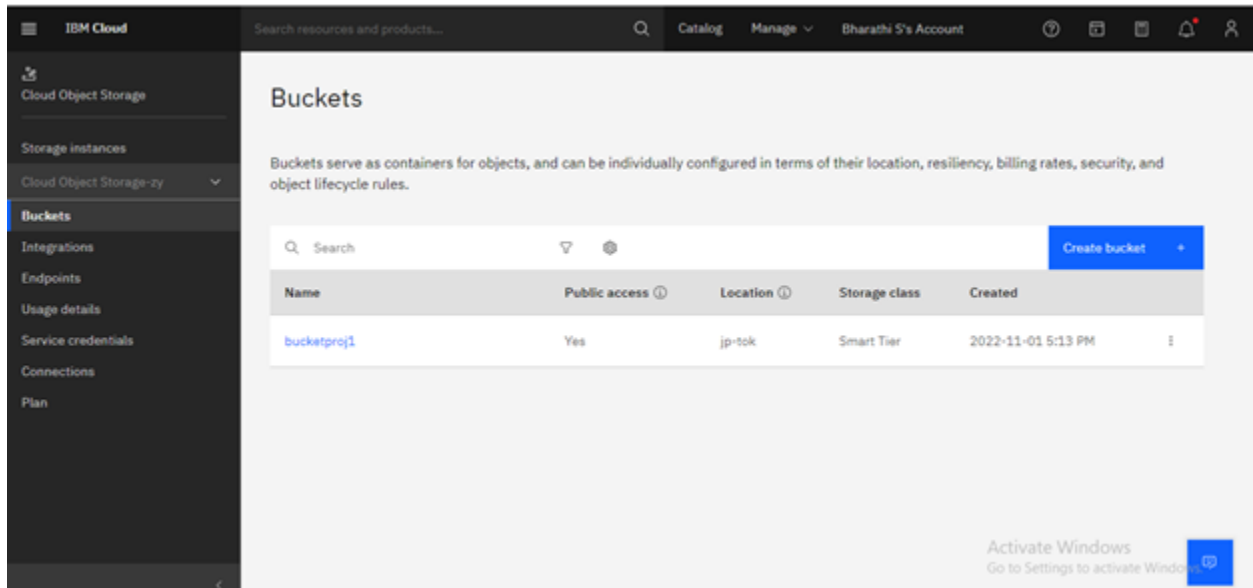 IBM Cloud
Search resources and products...
Catalog
Manage
Bharathi S's Account
Cloud Object Storage
Storage instances
Cloud Object Storage-zy
Buckets
Integrations
Endpoints
Usage details
Service credentials
Connections
Plan
Buckets
Buckets serve as containers for objects, and can be individually configured in terms of their location, resiliency, billing rates, security, and
object lifecycle rules.
Search
Create bucket +
Name Public access Location Storage class Created
bucketproj1 Yes jp-tok Smart Tier 2022-11-01 5:13 PM
Activate Windows
Go to Settings to activate Windows.